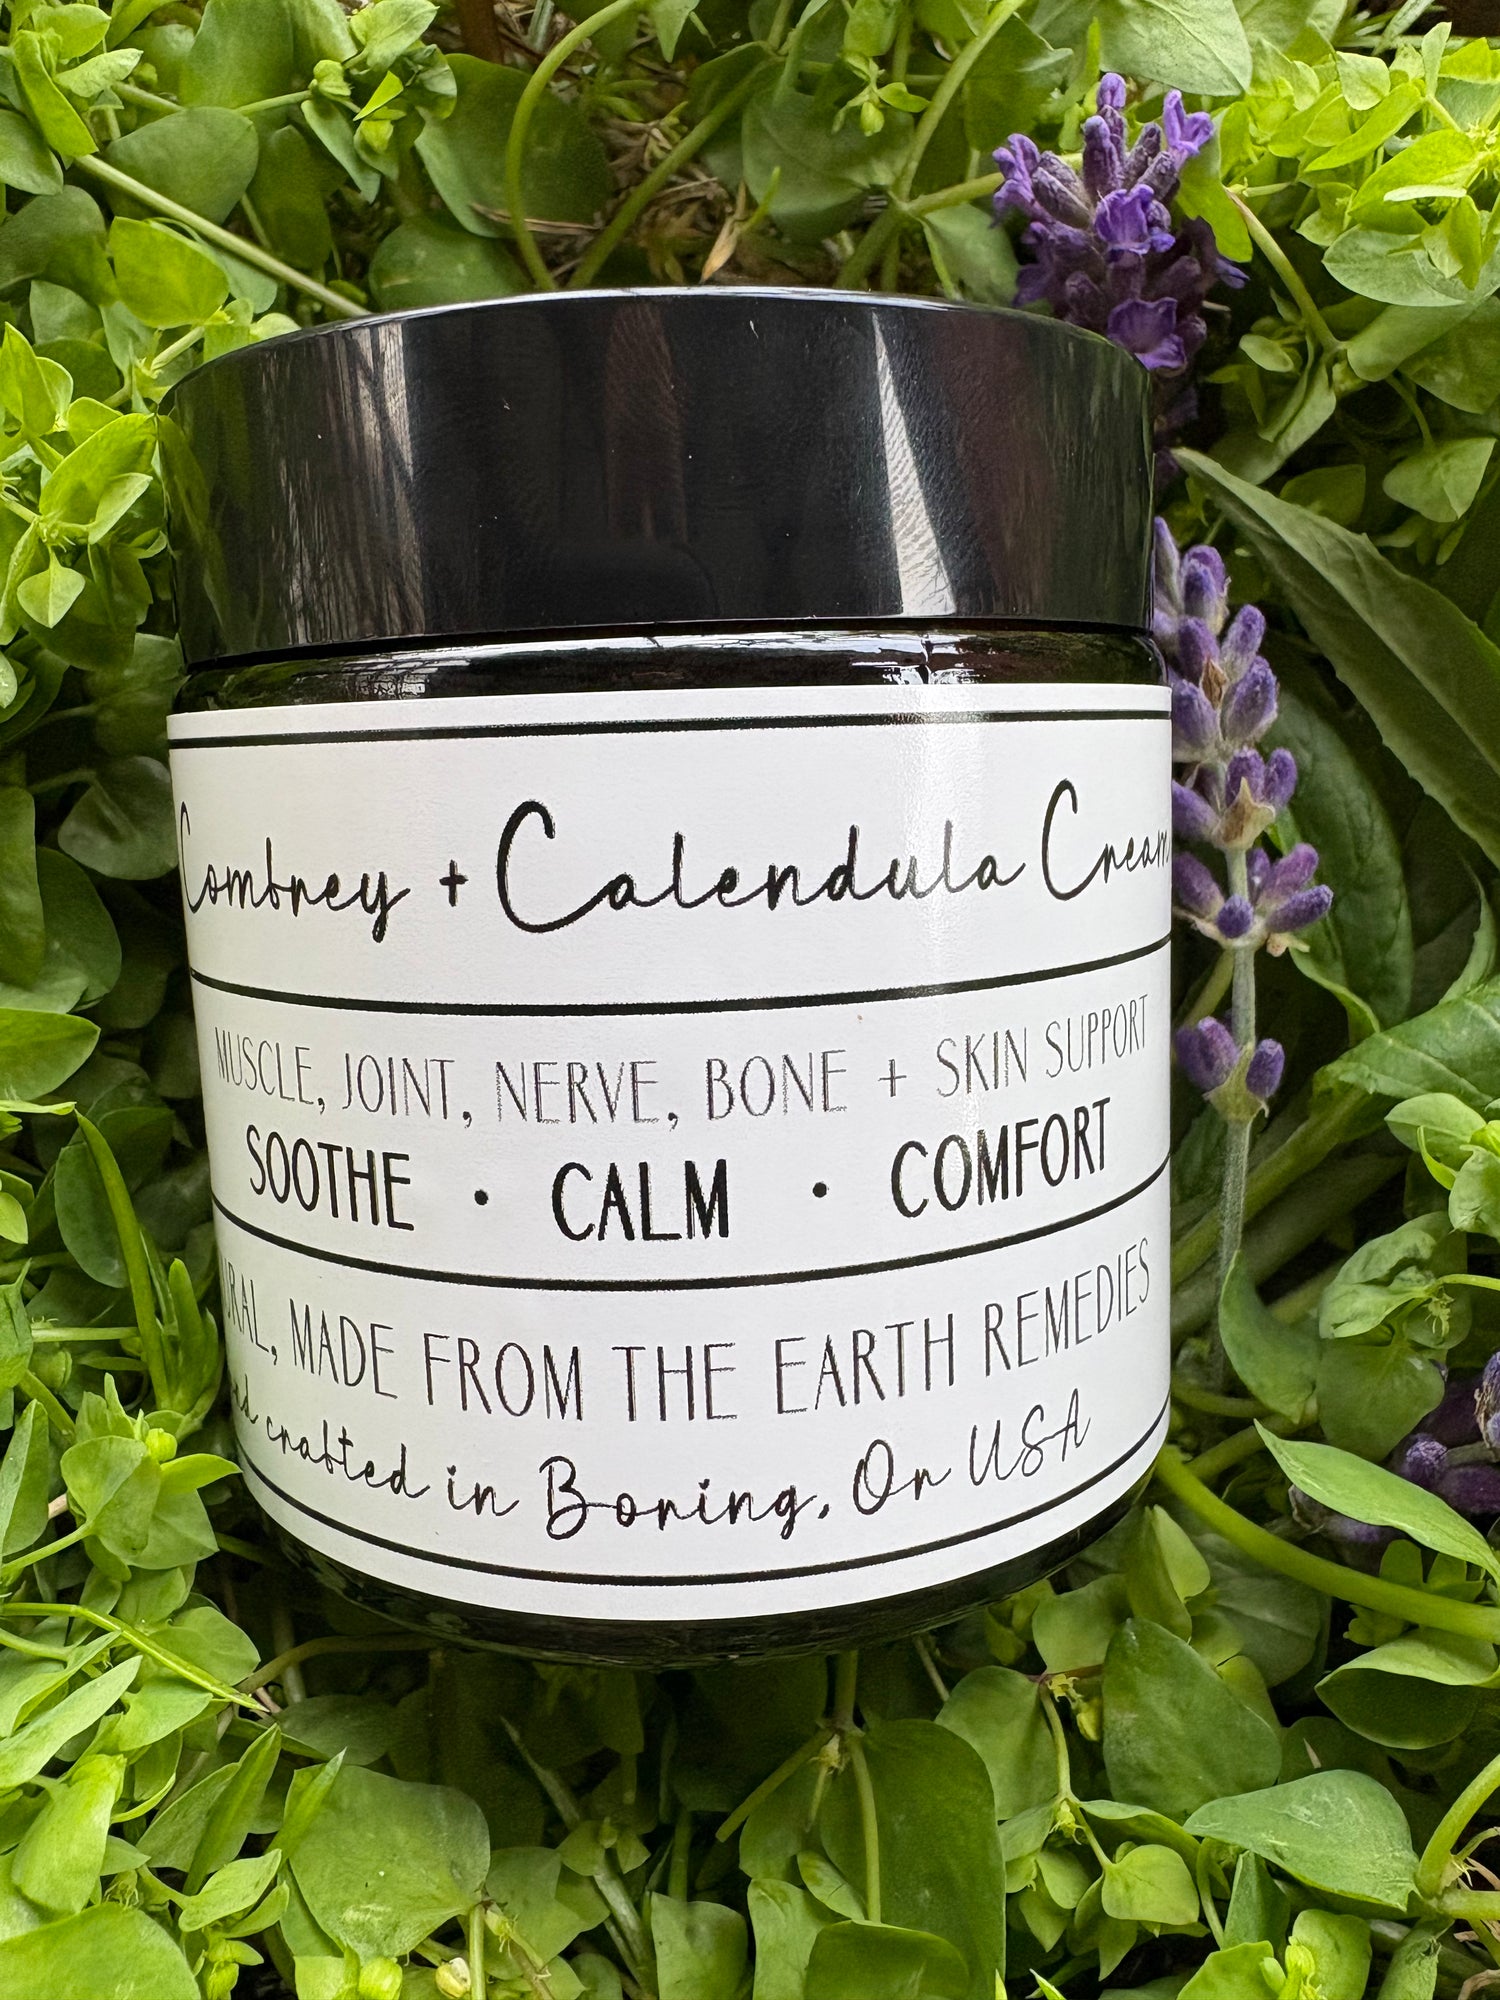 Combrey + Calendula Cream
MUSCLE, JOINT, NERVE, BONE + SKIN SUPPORT
SOOTHE • CALM • COMFORT
MADE FROM THE EARTH REMEDIES
crafted in Boring, Or USA